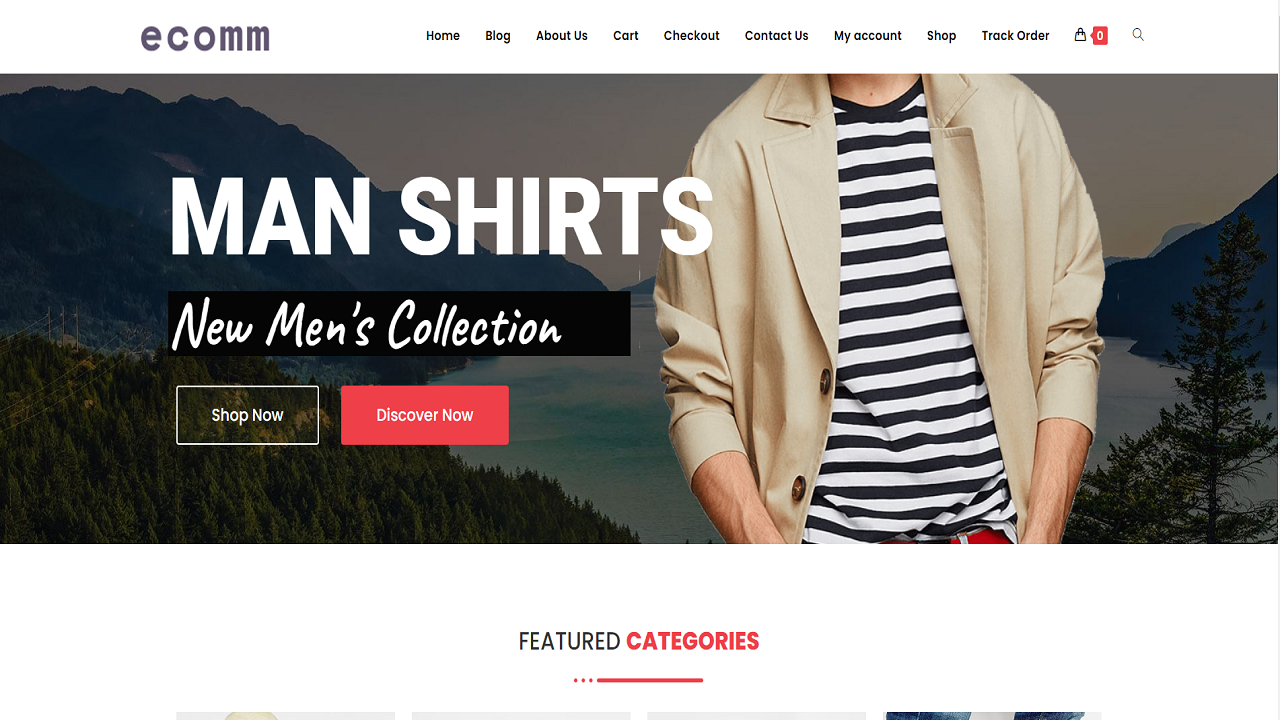 ecomm
Home Blog About Us Cart Checkout Contact Us My account Shop Track Order 0
MAN SHIRTS
New Men's Collection
Shop Now Discover Now
FEATURED CATEGORIES